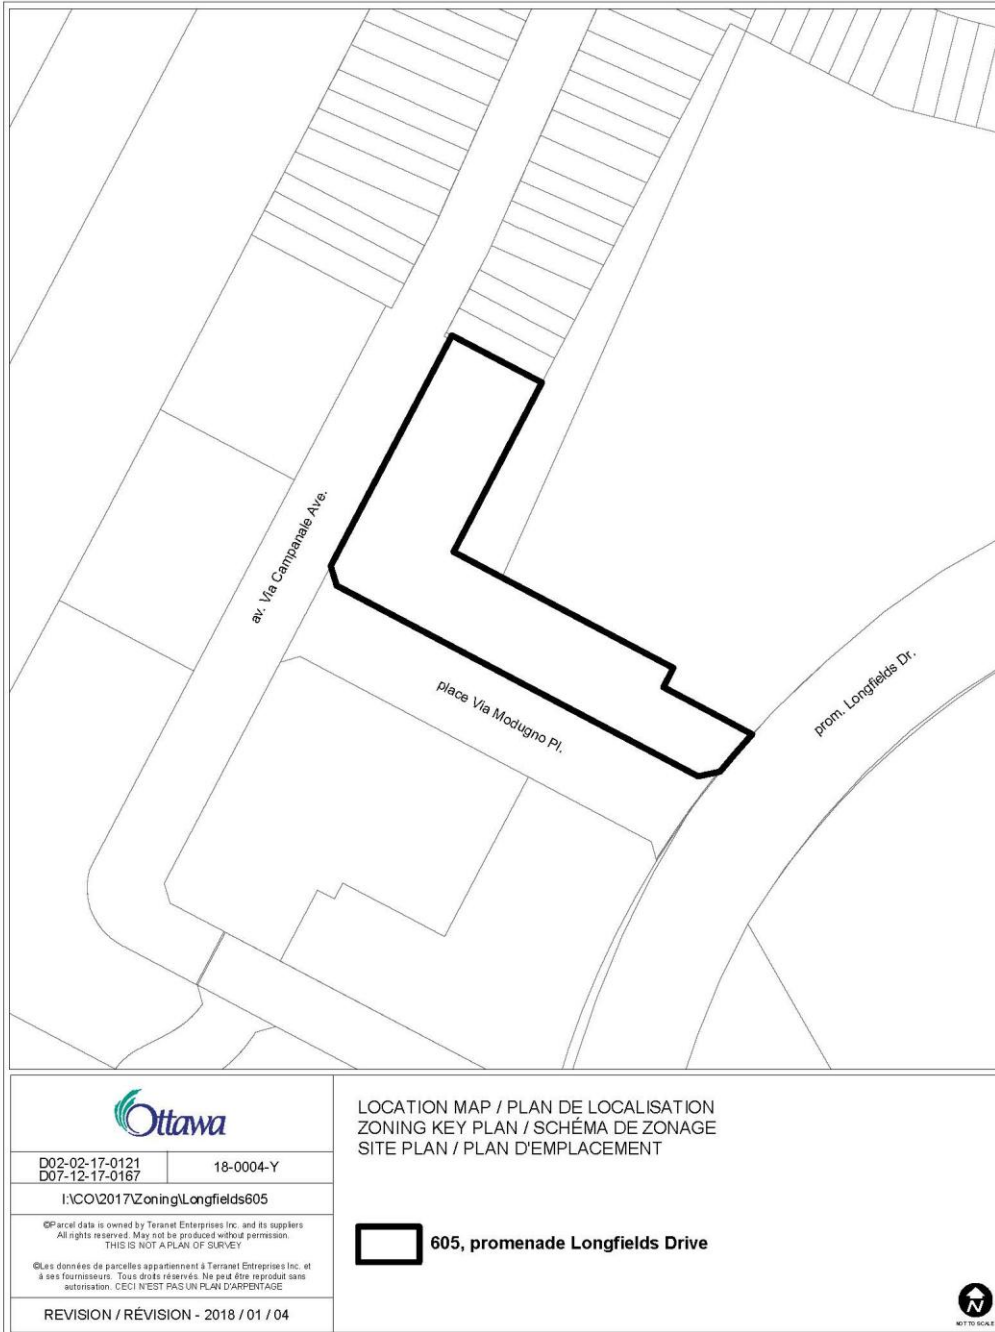 av. Via Campanale Ave.
place Via Modugno Pl.
prom. Longfields Dr.
Ottawa
D02-02-17-0121
D07-12-17-0167
18-0004-Y
I:\CO\2017\Zoning\Longfields605
©Parcel data is owned by Teranet Enterprises Inc. and its suppliers
All rights reserved. May not be produced without permission.
THIS IS NOT A PLAN OF SURVEY
©Les données de parcelles appartiennent à Terranet Entreprises Inc. et
à ses fournisseurs. Tous droits réservés. Ne peut être reproduit sans
autorisation. CECI N'EST PAS UN PLAN D'ARPENTAGE
REVISION / RÉVISION - 2018 / 01 / 04
LOCATION MAP / PLAN DE LOCALISATION
ZONING KEY PLAN / SCHÉMA DE ZONAGE
SITE PLAN / PLAN D'EMPLACEMENT
605, promenade Longfields Drive
N
NOT TO SCALE